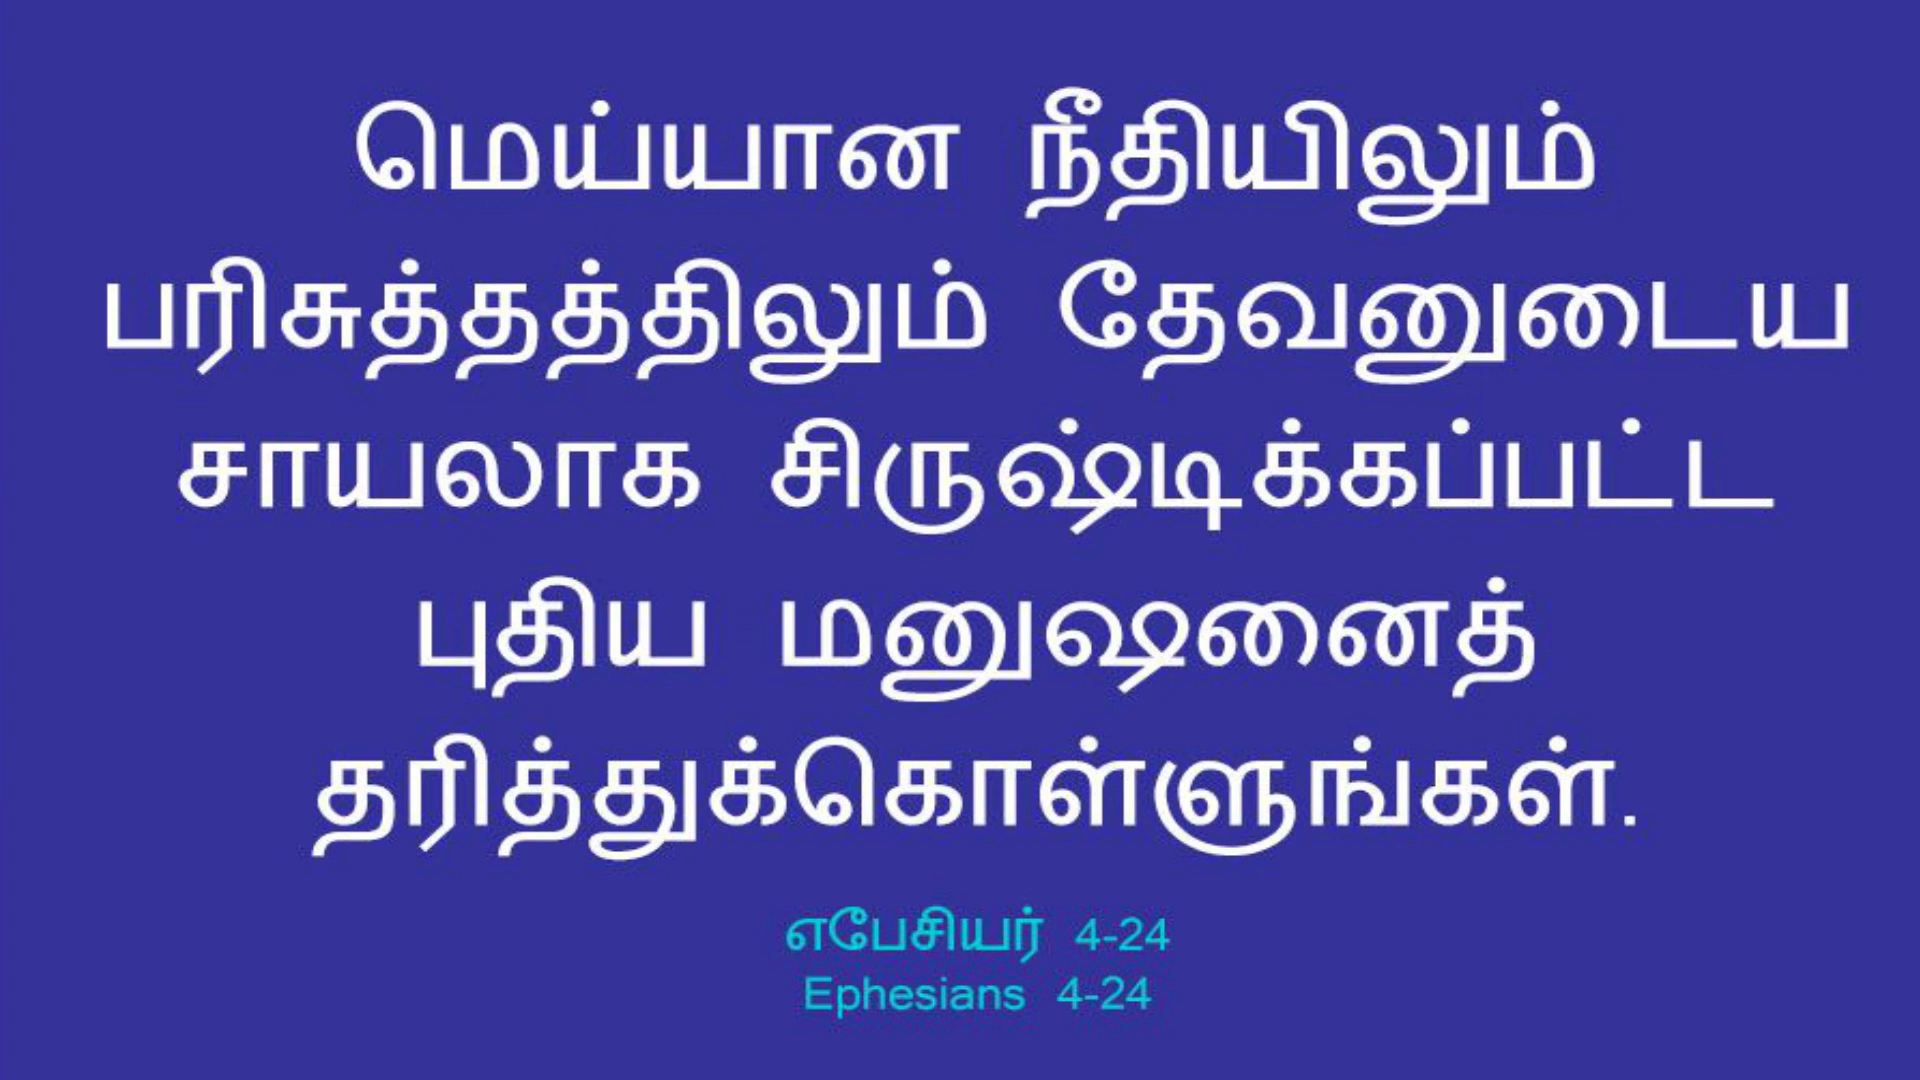 மெய்யான நீதியிலும்
பரிசுத்தத்திலும் தேவனுடைய
சாயலாக சிருஷ்டிக்கப்பட்ட
புதிய மனுஷனைத்
தரித்துக்கொள்ளுங்கள்.
எபேசியர் 4-24
Ephesians 4-24